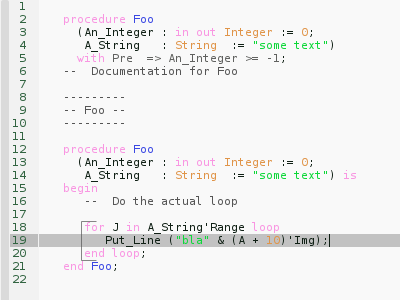 1
2 procedure Foo
3 (An_Integer : in out Integer := 0;
4 A_String : String := "some text")
5 with Pre => An_Integer >= -1;
6 -- Documentation for Foo
7
8 ---------
9 -- Foo --
10 ---------
11
12 procedure Foo
13 (An_Integer : in out Integer := 0;
14 A_String : String := "some text") is
15 begin
16 -- Do the actual loop
17
18 for J in A_String'Range loop
19 Put_Line ("bla" & (A + 10)'Img);
20 end loop;
21 end Foo;
22